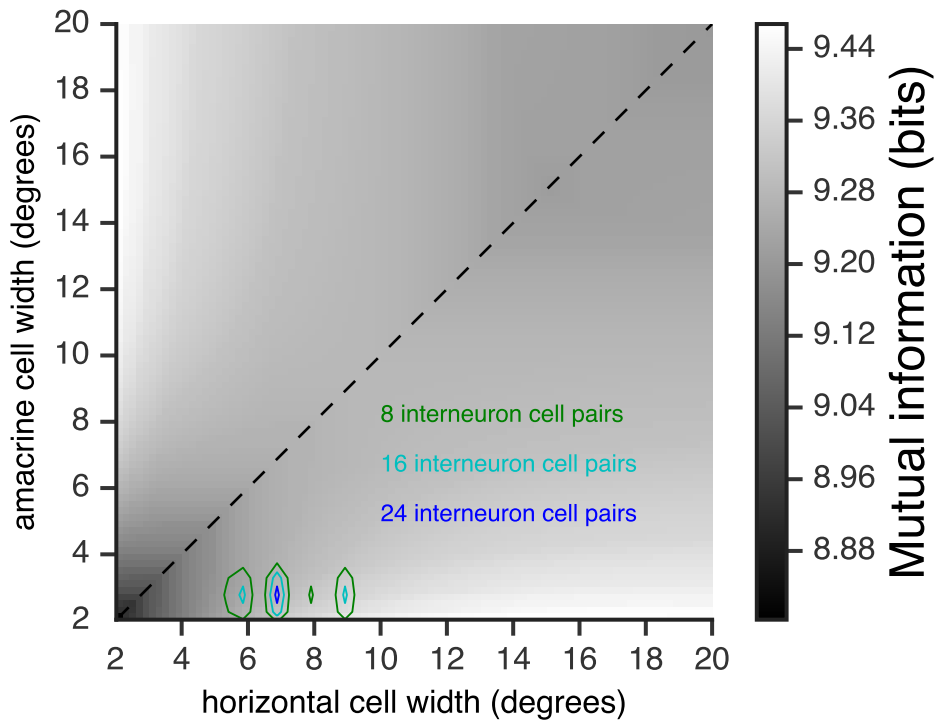 20
18
16
14
12
10
8
6
4
2
amacrine cell width (degrees)
8 interneuron cell pairs
16 interneuron cell pairs
24 interneuron cell pairs
2 4 6 8 10 12 14 16 18 20
horizontal cell width (degrees)
9.44
9.36
9.28
9.20
9.12
9.04
8.96
8.88
Mutual information (bits)